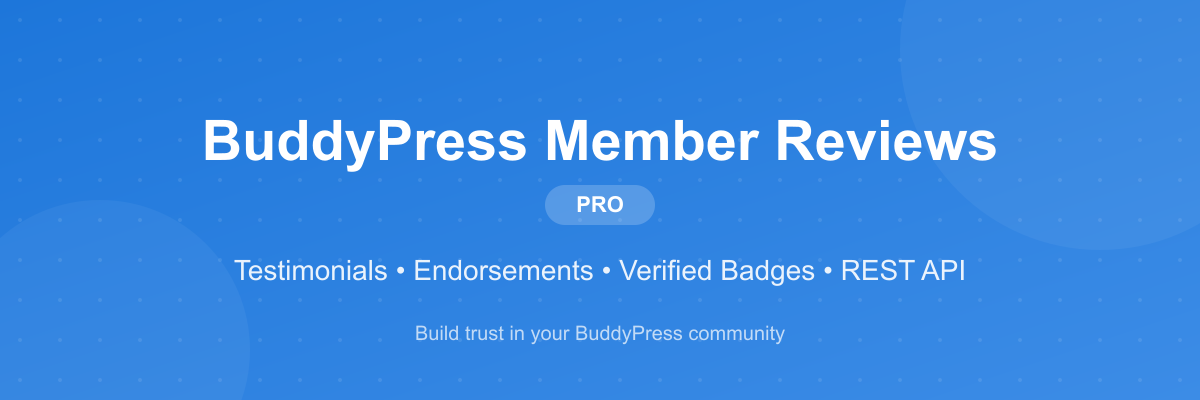 BuddyPress Member Reviews
PRO
Testimonials • Endorsements • Verified Badges • REST API
Build trust in your BuddyPress community